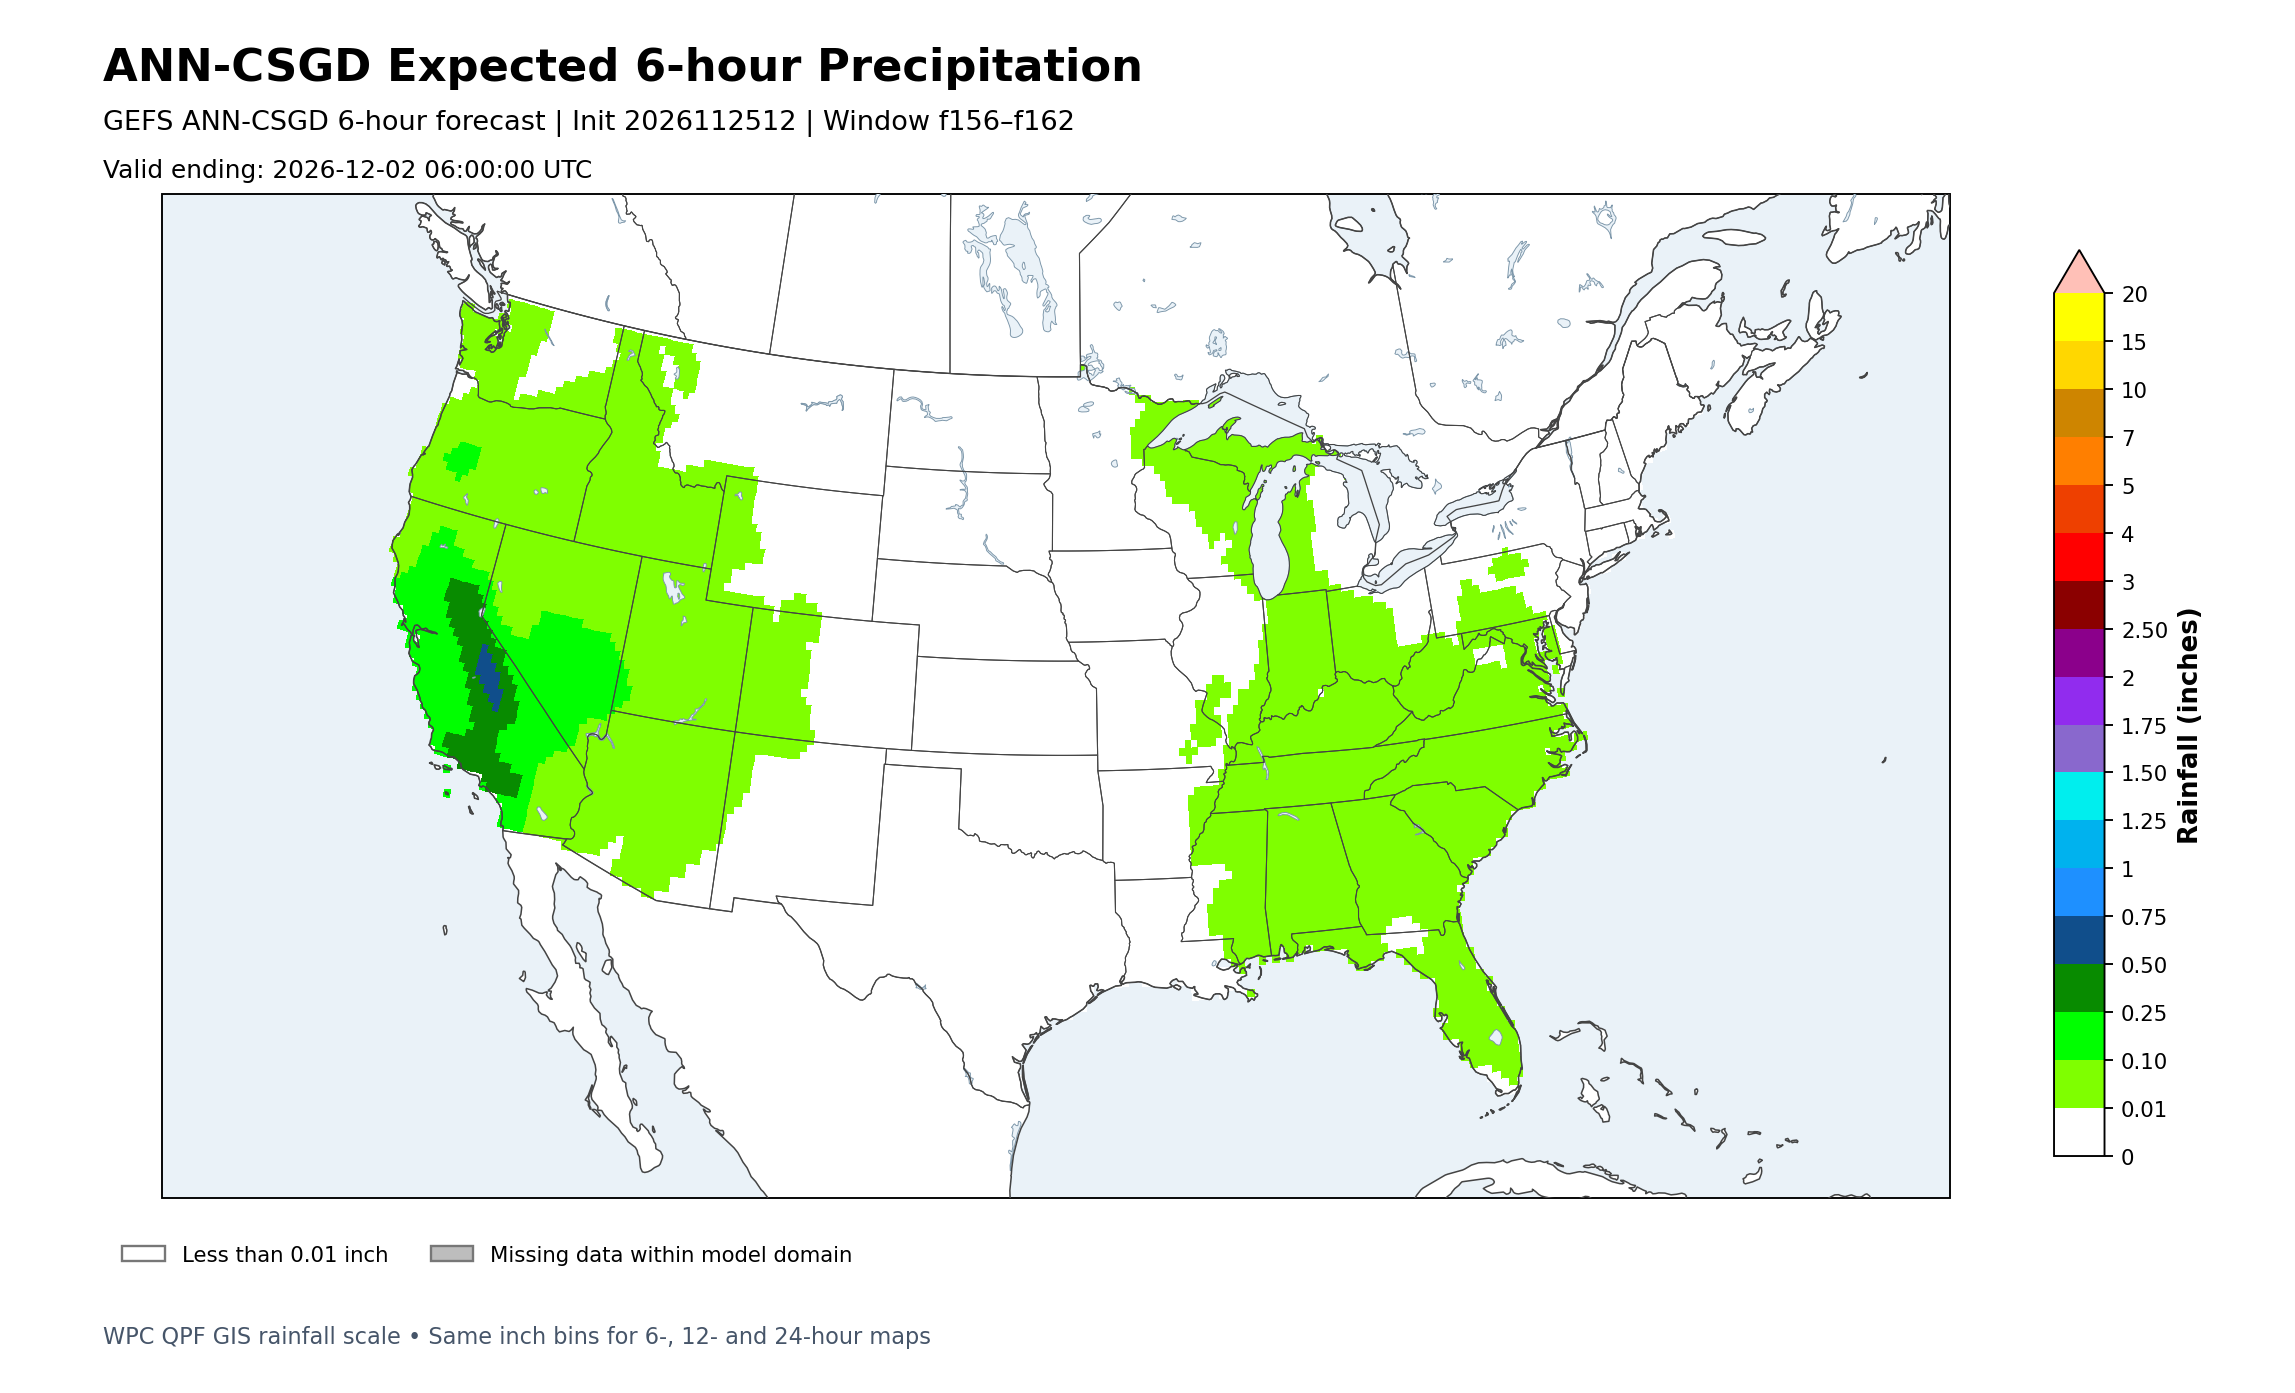 ANN-CSGD Expected 6-hour Precipitation
GEFS ANN-CSGD 6-hour forecast | Init 2026112512 | Window f156–f162
Valid ending: 2026-12-02 06:00:00 UTC
20
15
10
7
5
4
3
2.50
2
1.75
1.50
1.25
1
0.75
0.50
0.25
0.10
0.01
0
Rainfall (inches)
Less than 0.01 inch
Missing data within model domain
WPC QPF GIS rainfall scale • Same inch bins for 6-, 12- and 24-hour maps